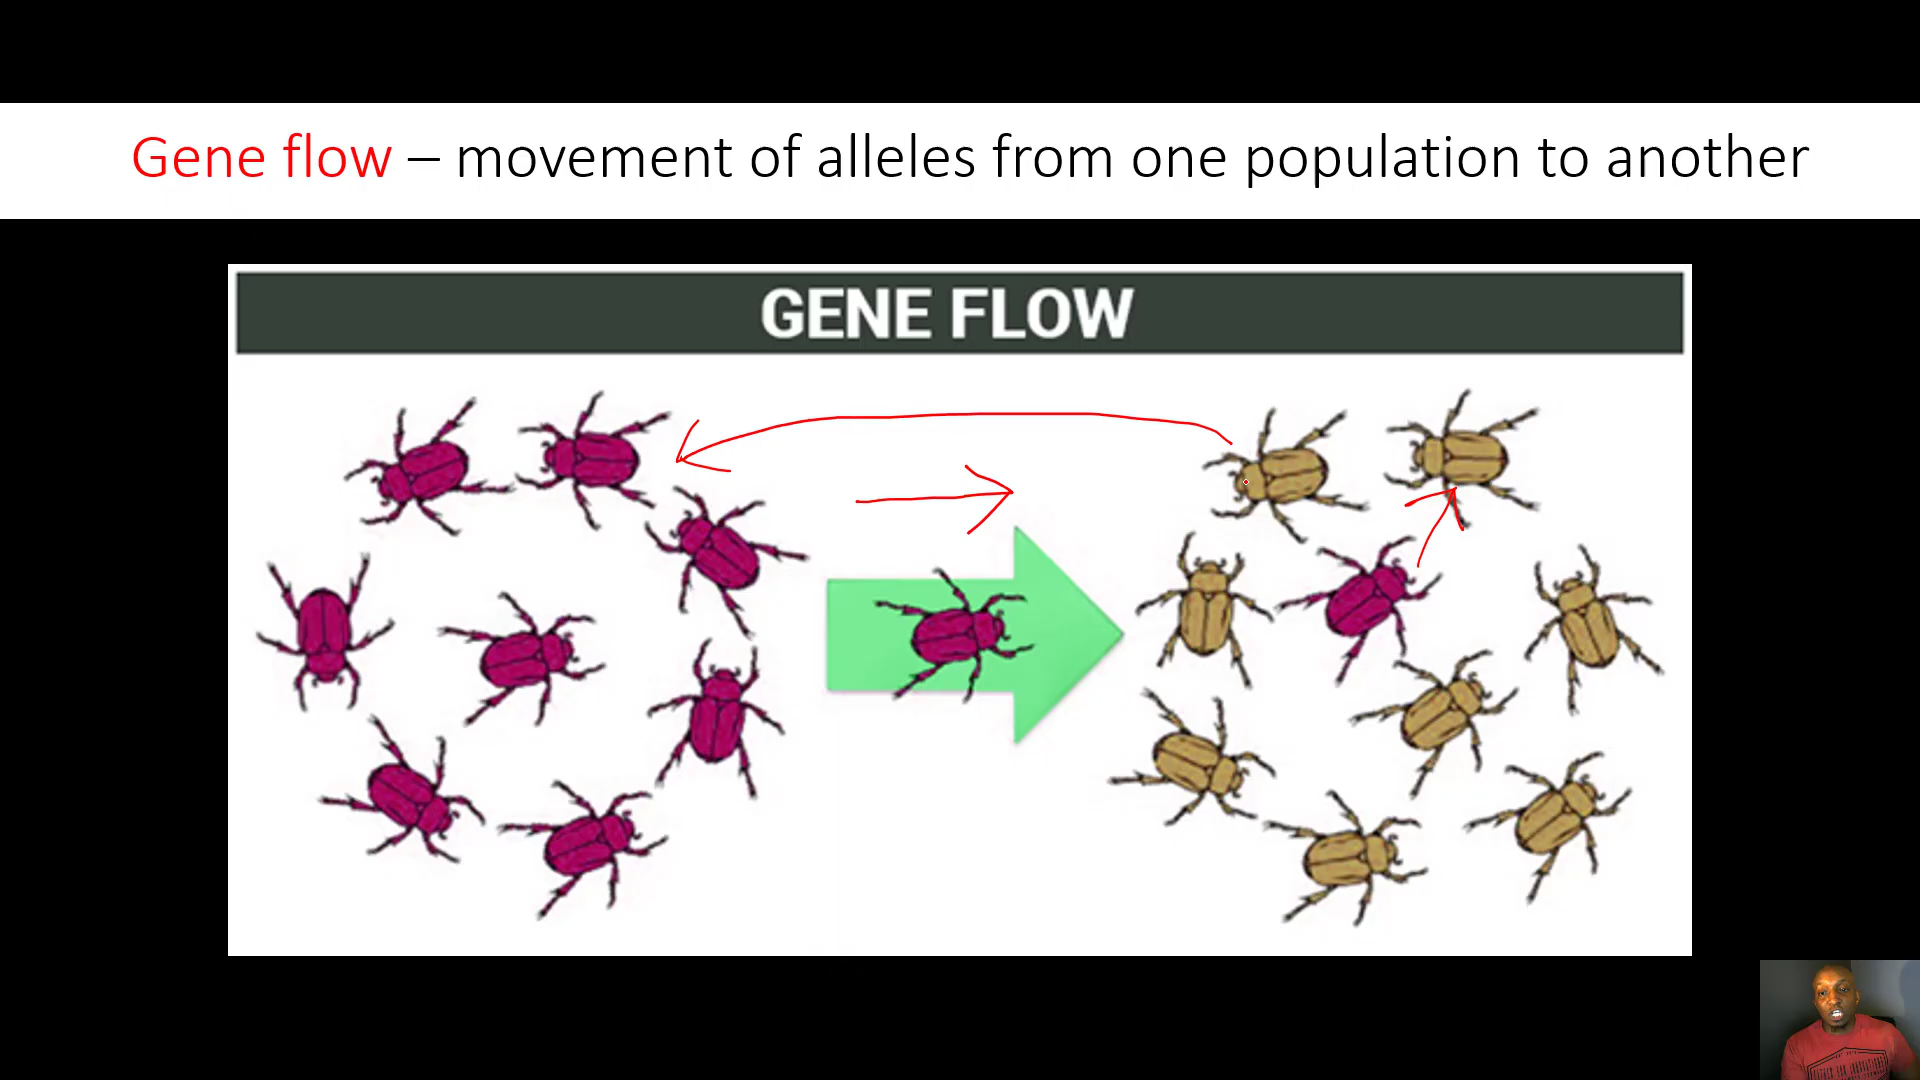 Gene flow – movement of alleles from one population to another
GENE FLOW